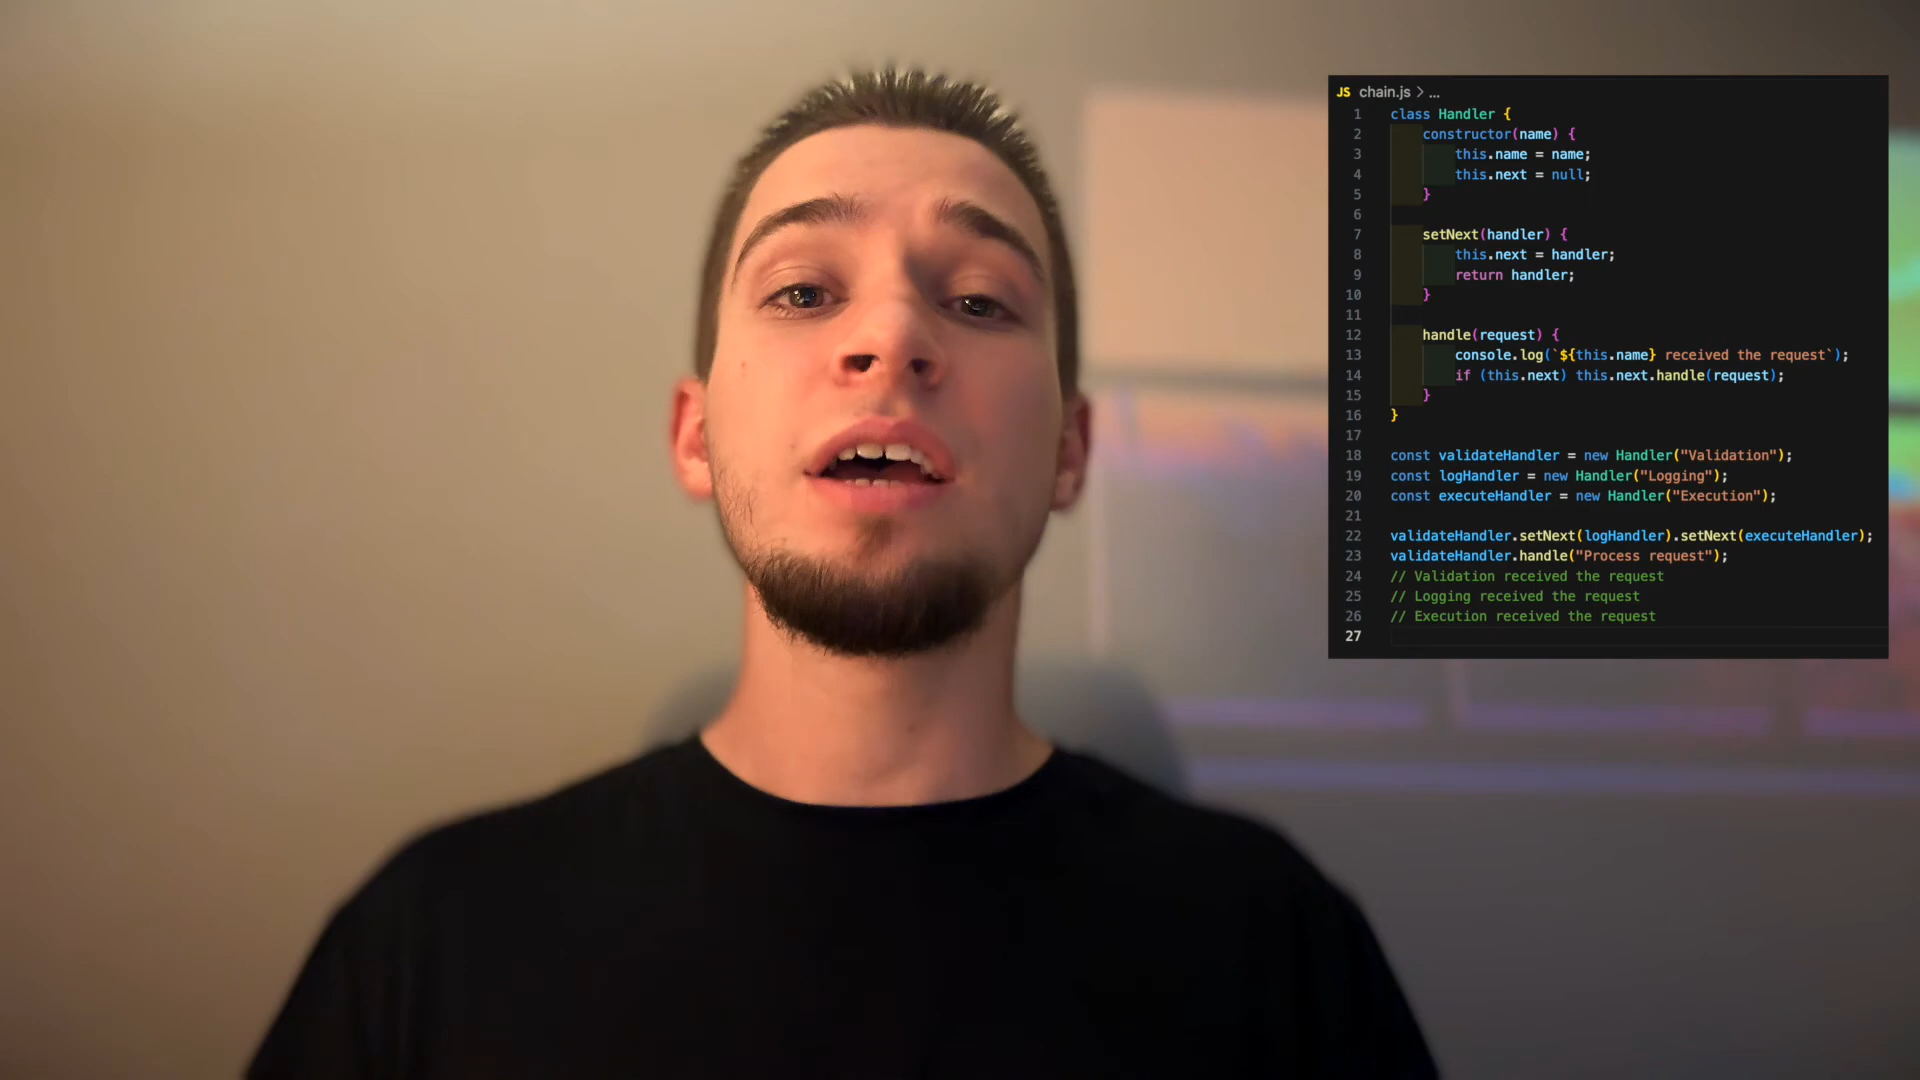 JS chain.js > ...
1 class Handler {
2 constructor(name) {
3 this.name = name;
4 this.next = null;
5 }
6
7 setNext(handler) {
8 this.next = handler;
9 return handler;
10 }
11
12 handle(request) {
13 console.log(`${this.name} received the request`);
14 if (this.next) this.next.handle(request);
15 }
16 }
17
18 const validateHandler = new Handler("Validation");
19 const logHandler = new Handler("Logging");
20 const executeHandler = new Handler("Execution");
21
22 validateHandler.setNext(logHandler).setNext(executeHandler);
23 validateHandler.handle("Process request");
24 // Validation received the request
25 // Logging received the request
26 // Execution received the request
27